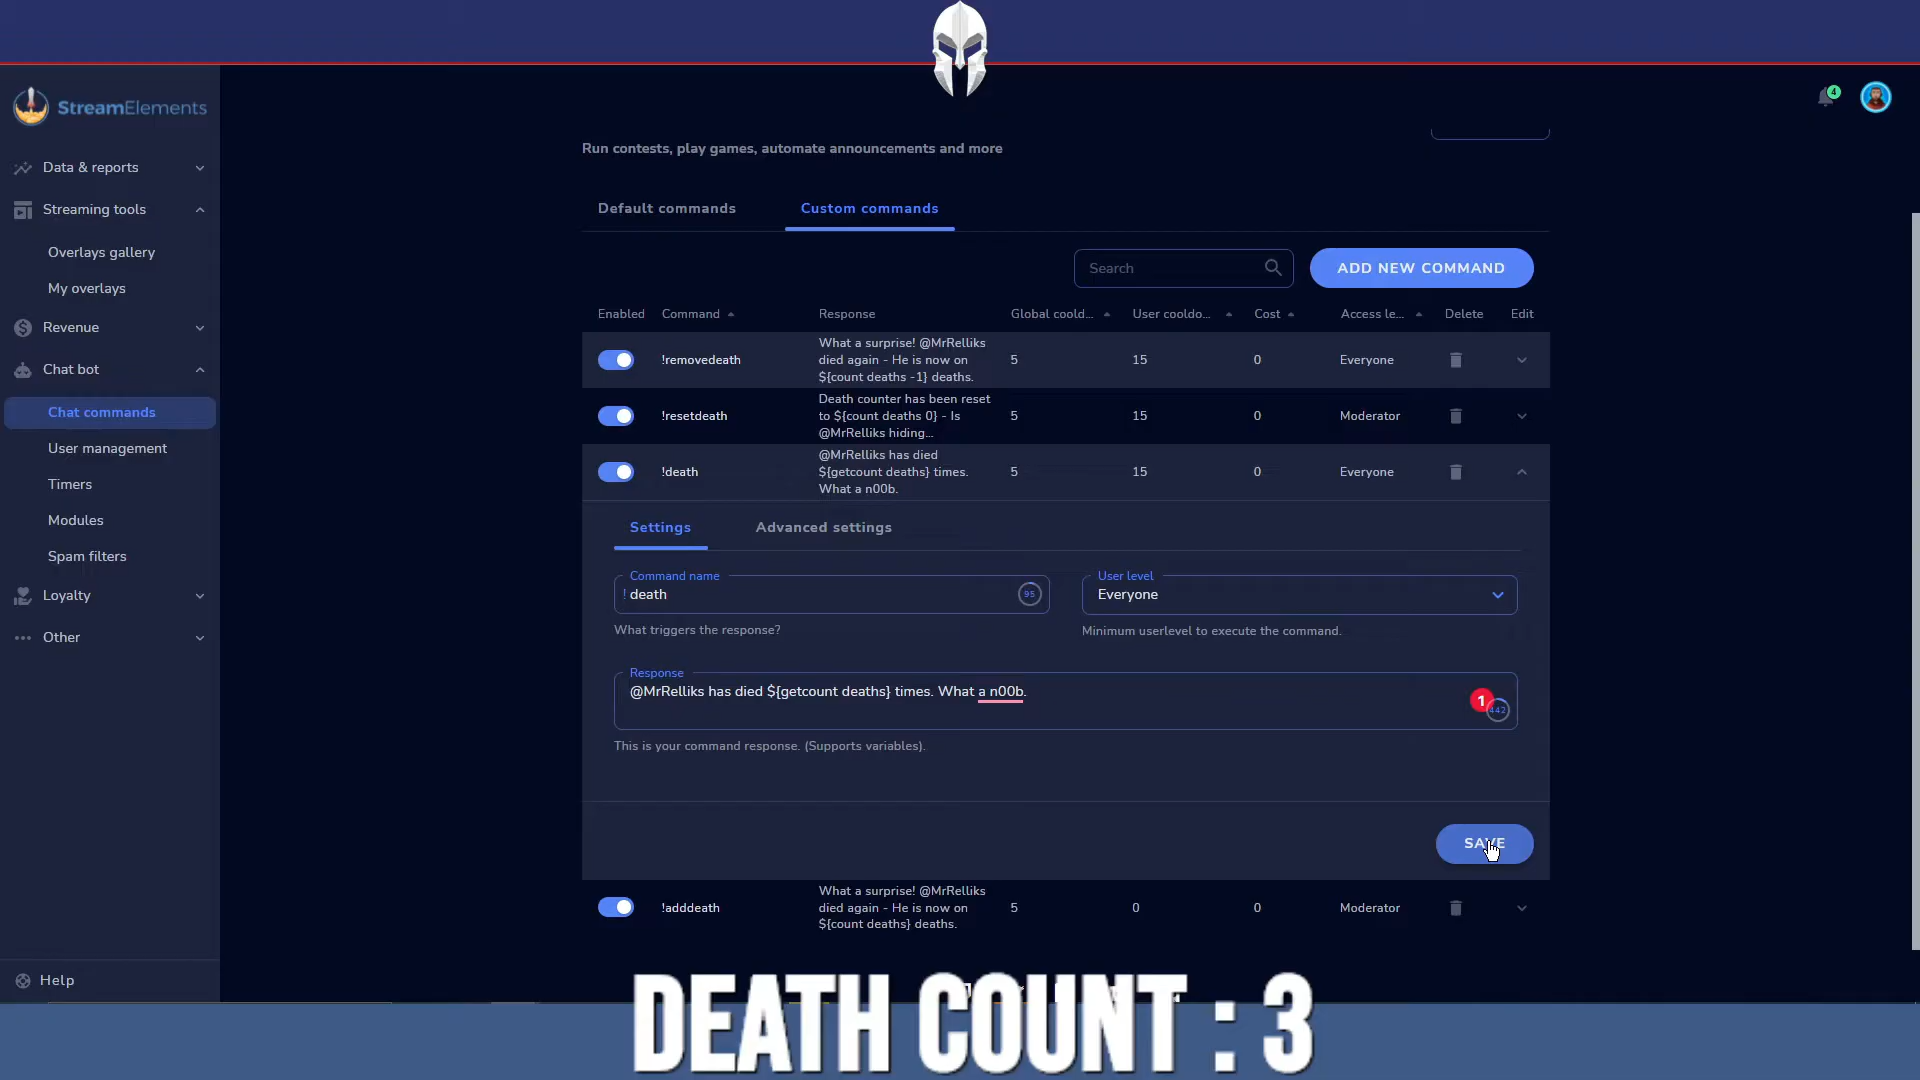 StreamElements
4
Data & reports
Streaming tools
Overlays gallery
My overlays
Revenue
Chat bot
Chat commands
User management
Timers
Modules
Spam filters
Loyalty
Other
Help
Run contests, play games, automate announcements and more
Default commands
Custom commands
Search
ADD NEW COMMAND
Enabled Command Response Global coold... User cooldo... Cost Access le... Delete Edit
!removedeath
What a surprise! @MrRelliks
died again - He is now on
${count deaths -1} deaths.
5 15 0 Everyone
!resetdeath
Death counter has been reset
to ${count deaths 0} - Is
@MrRelliks hiding...
5 15 0 Moderator
!death
@MrRelliks has died
${getcount deaths} times.
What a n00b.
5 15 0 Everyone
Settings
Advanced settings
Command name
! death
95
What triggers the response?
User level
Everyone
Minimum userlevel to execute the command.
Response
@MrRelliks has died ${getcount deaths} times. What a n00b.
1
442
This is your command response. (Supports variables).
SAVE
!adddeath
What a surprise! @MrRelliks
died again - He is now on
${count deaths} deaths.
5 0 0 Moderator
DEATH COUNT : 3